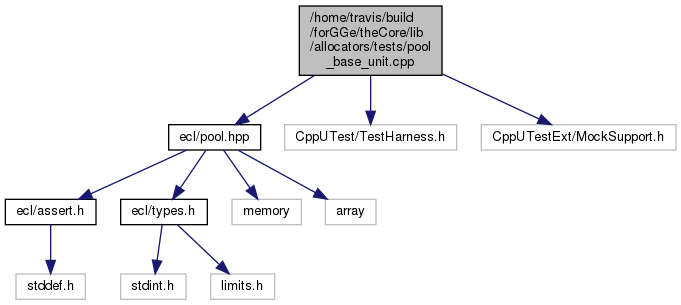 /home/travis/build
/forGGe/theCore/lib
/allocators/tests/pool
_base_unit.cpp
ecl/pool.hpp
CppUTest/TestHarness.h
CppUTestExt/MockSupport.h
ecl/assert.h
ecl/types.h
memory
array
stddef.h
stdint.h
limits.h